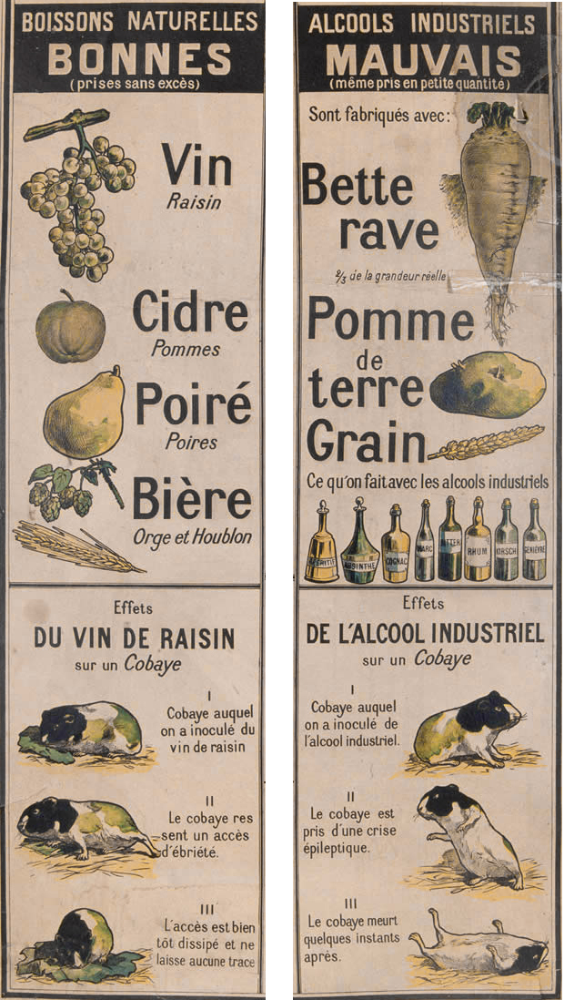 BOISSONS NATURELLES
BONNES
(prises sans excès)
Vin
Raisin
Cidre
Pommes
Poiré
Poires
Bière
Orge et Houblon
Effets
DU VIN DE RAISIN
sur un Cobaye
I
Cobaye auquel
on a inoculé du
vin de raisin
II
Le cobaye res
sent un accès
d'ébriété.
III
L'accès est bien
tôt dissipé et ne
laisse aucune trace
ALCOOLS INDUSTRIELS
MAUVAIS
(même pris en petite quantité)
Sont fabriqués avec:
Bette
rave
2/3 de la grandeur réelle
Pomme
de
terre
Grain
Ce qu'on fait avec les alcools industriels
APÉRITIF
ABSINTHE
COGNAC
MARC
BITTER
RHUM
KIRSCH
GENIÈVRE
Effets
DE L'ALCOOL INDUSTRIEL
sur un Cobaye
I
Cobaye auquel
on a inoculé de
l'alcool industriel.
II
Le cobaye est
pris d'une crise
épileptique.
III
Le cobaye meurt
quelques instants
après.